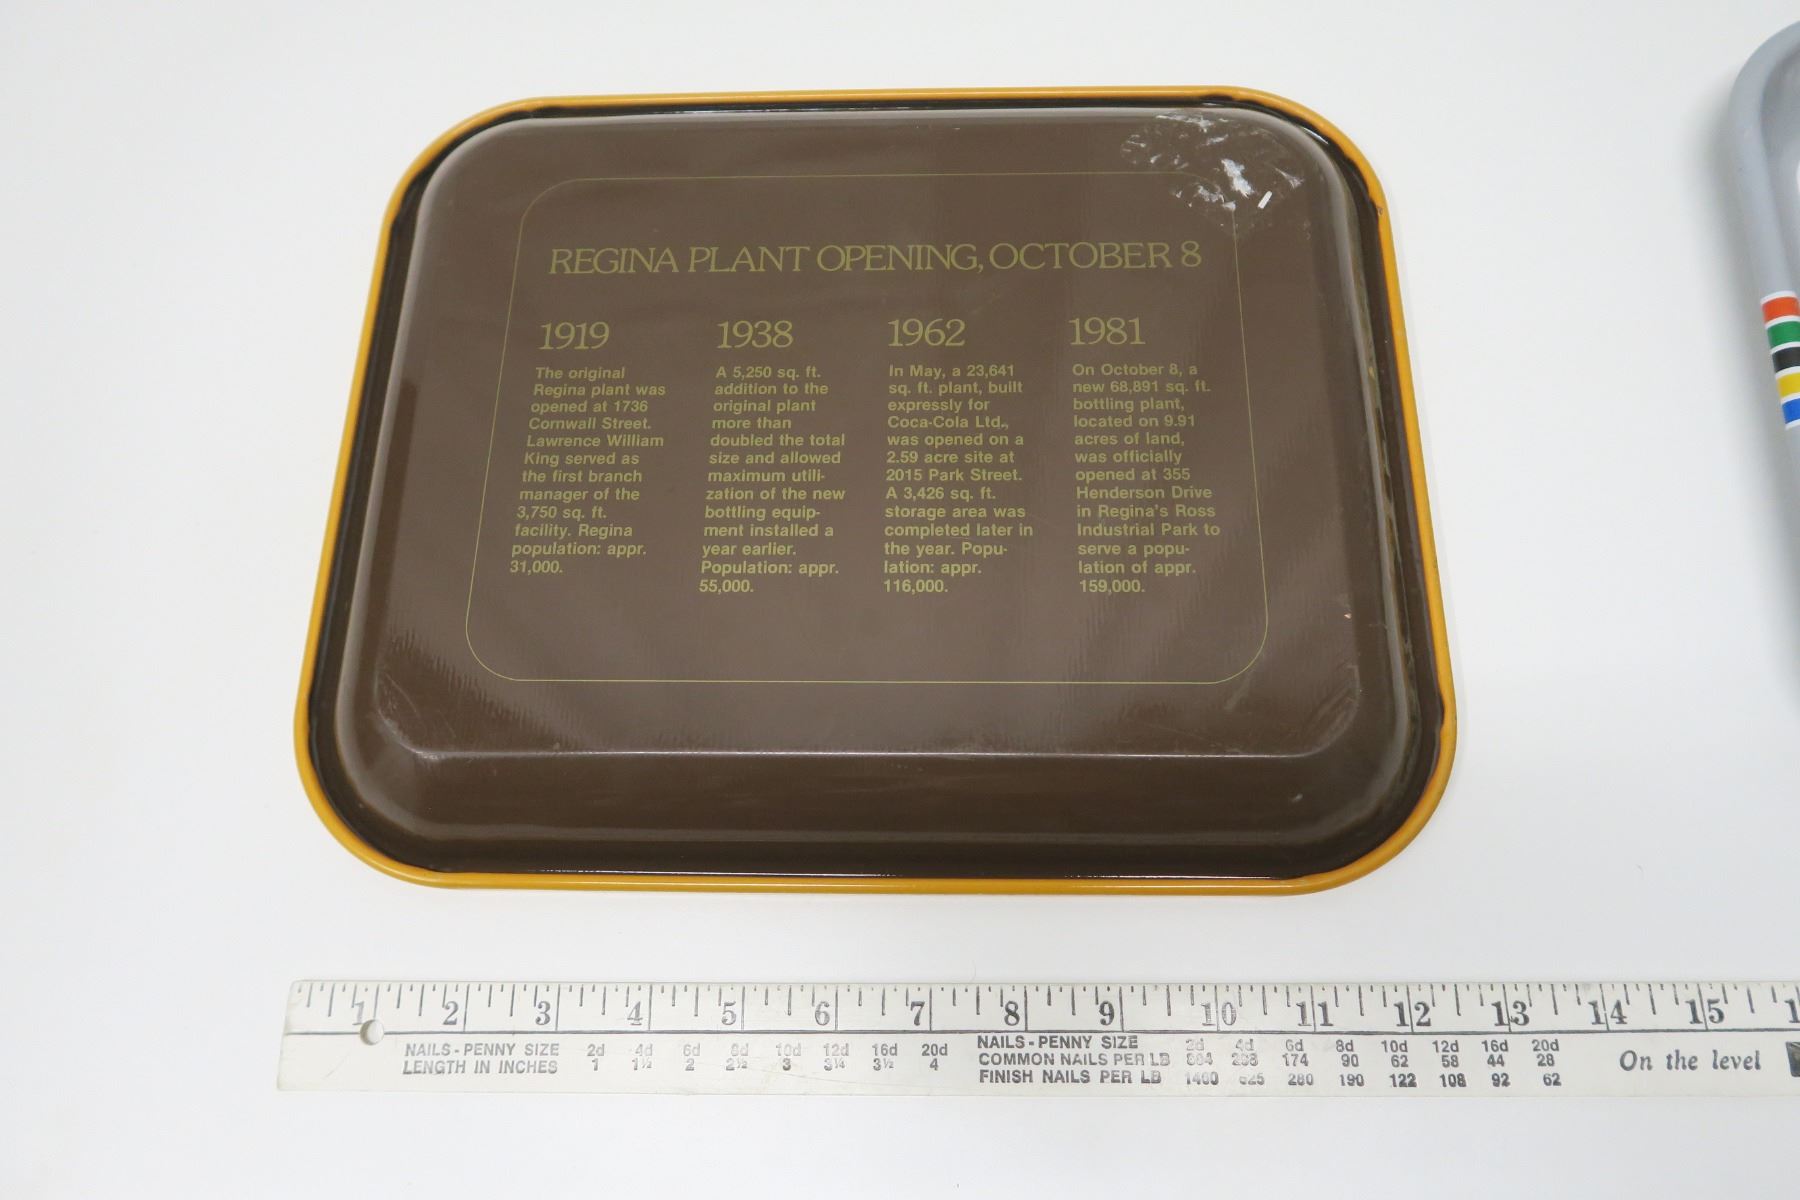 REGINA PLANT OPENING, OCTOBER 8
1919
The original
Regina plant was
opened at 1736
Cornwall Street.
Lawrence William
King served as
the first branch
manager of the
3,750 sq. ft.
facility. Regina
population: appr.
31,000.
1938
A 5,250 sq. ft.
addition to the
original plant
more than
doubled the total
size and allowed
maximum utili-
zation of the new
bottling equip-
ment installed a
year earlier.
Population: appr.
55,000.
1962
In May, a 23,641
sq. ft. plant, built
expressly for
Coca-Cola Ltd.,
was opened on a
2.59 acre site at
2015 Park Street.
A 3,426 sq. ft.
storage area was
completed later in
the year. Popu-
lation: appr.
116,000.
1981
On October 8, a
new 68,891 sq. ft.
bottling plant,
located on 9.91
acres of land,
was officially
opened at 355
Henderson Drive
in Regina's Ross
Industrial Park to
serve a popu-
lation of appr.
159,000.
1 2 3 4 5 6 7 8 9 10 11 12 13 14 15
NAILS - PENNY SIZE 2d 4d 6d 8d 10d 12d 16d 20d
LENGTH IN INCHES 1 1½ 2 2½ 3 3¼ 3½ 4
NAILS - PENNY SIZE 2d 4d 6d 8d 10d 12d 16d 20d
COMMON NAILS PER LB 174 90 62 58 44 28
FINISH NAILS PER LB 1460 280 190 122 108 92 62
On the level